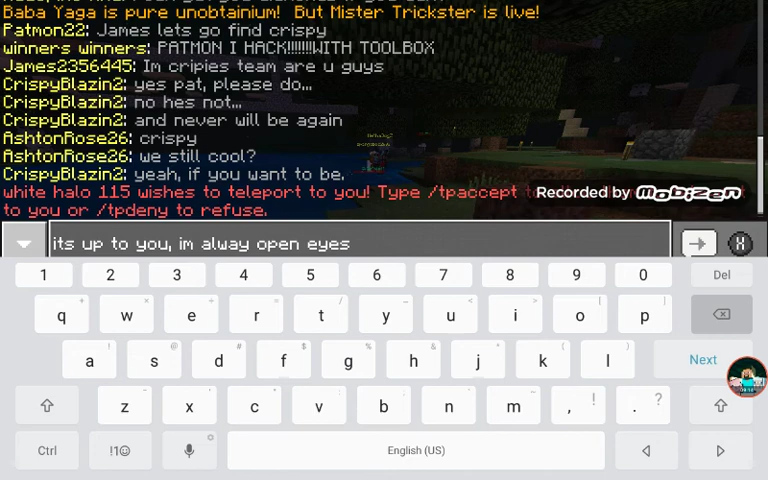 Baba Yaga is pure unobtainium! But Mister Trickster is live!
Patmon22: James lets go find crispy
winners winners: PATMON I HACK!!!!!!!WITH TOOLBOX
James2356445: Im cripies team are u guys
CrispyBlazin2: yes pat, please do...
CrispyBlazin2: no hes not...
CrispyBlazin2: and never will be again
AshtonRose26: crispy
AshtonRose26: we still cool?
CrispyBlazin2: yeah, if you want to be.
white halo 115 wishes to teleport to you! Type /tpaccept
to you or /tpdeny to refuse.
Recorded by Mobizen
its up to you, im alway open eyes
1 2 3 4 5 6 7 8 9 0 Del
q w e r t y u i o p
a s d f g h j k l Next
z x c v b n m , ! . ?
Ctrl !1☺ English (US)